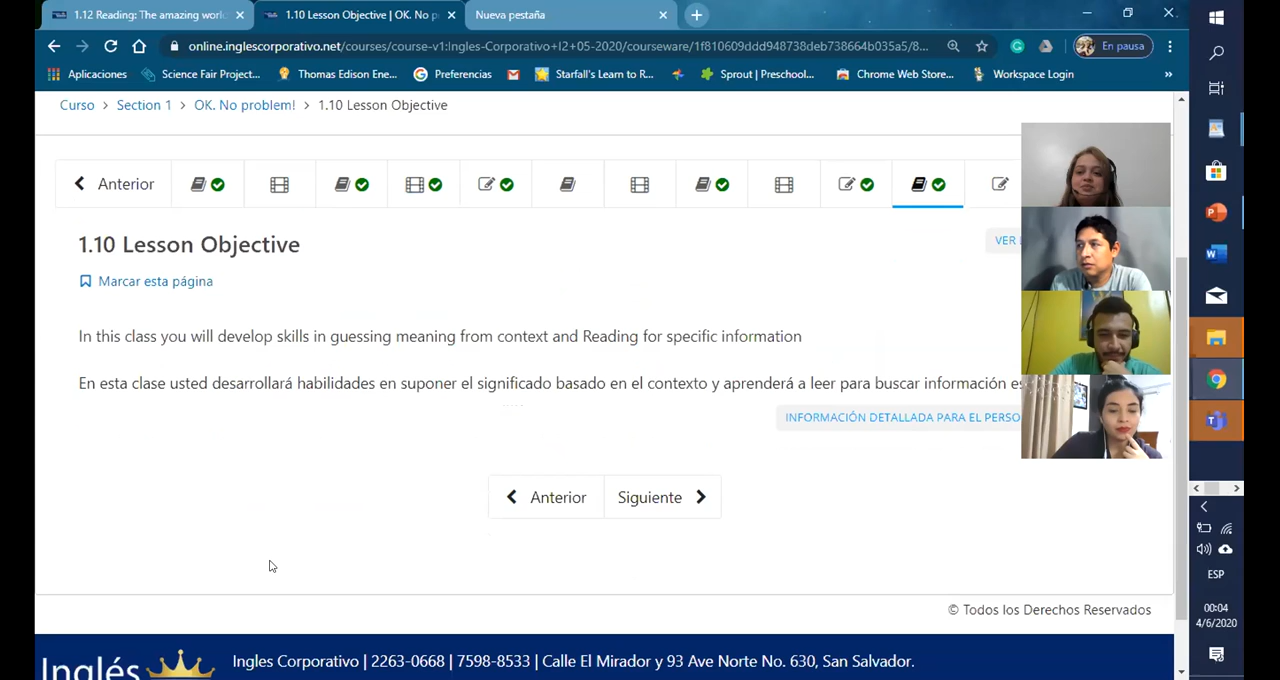 1.12 Reading: The amazing worl
1.10 Lesson Objective | OK. No p
Nueva pestaña
online.inglescorporativo.net/courses/course-v1:Ingles-Corporativo+I2+05-2020/courseware/1f810609ddd948738deb738664b035a5/8...
En pausa
Aplicaciones
Science Fair Project...
Thomas Edison Ene...
Preferencias
Starfall's Learn to R...
Sprout | Preschool...
Chrome Web Store...
Workspace Login
»
Curso > Section 1 > OK. No problem! > 1.10 Lesson Objective
Anterior
1.10 Lesson Objective
VER
Marcar esta página
In this class you will develop skills in guessing meaning from context and Reading for specific information
En esta clase usted desarrollará habilidades en suponer el significado basado en el contexto y aprenderá a leer para buscar información es
INFORMACIÓN DETALLADA PARA EL PERSO
Anterior
Siguiente
ESP
00:04
4/6/2020
© Todos los Derechos Reservados
Inglés
Ingles Corporativo | 2263-0668 | 7598-8533 | Calle El Mirador y 93 Ave Norte No. 630, San Salvador.